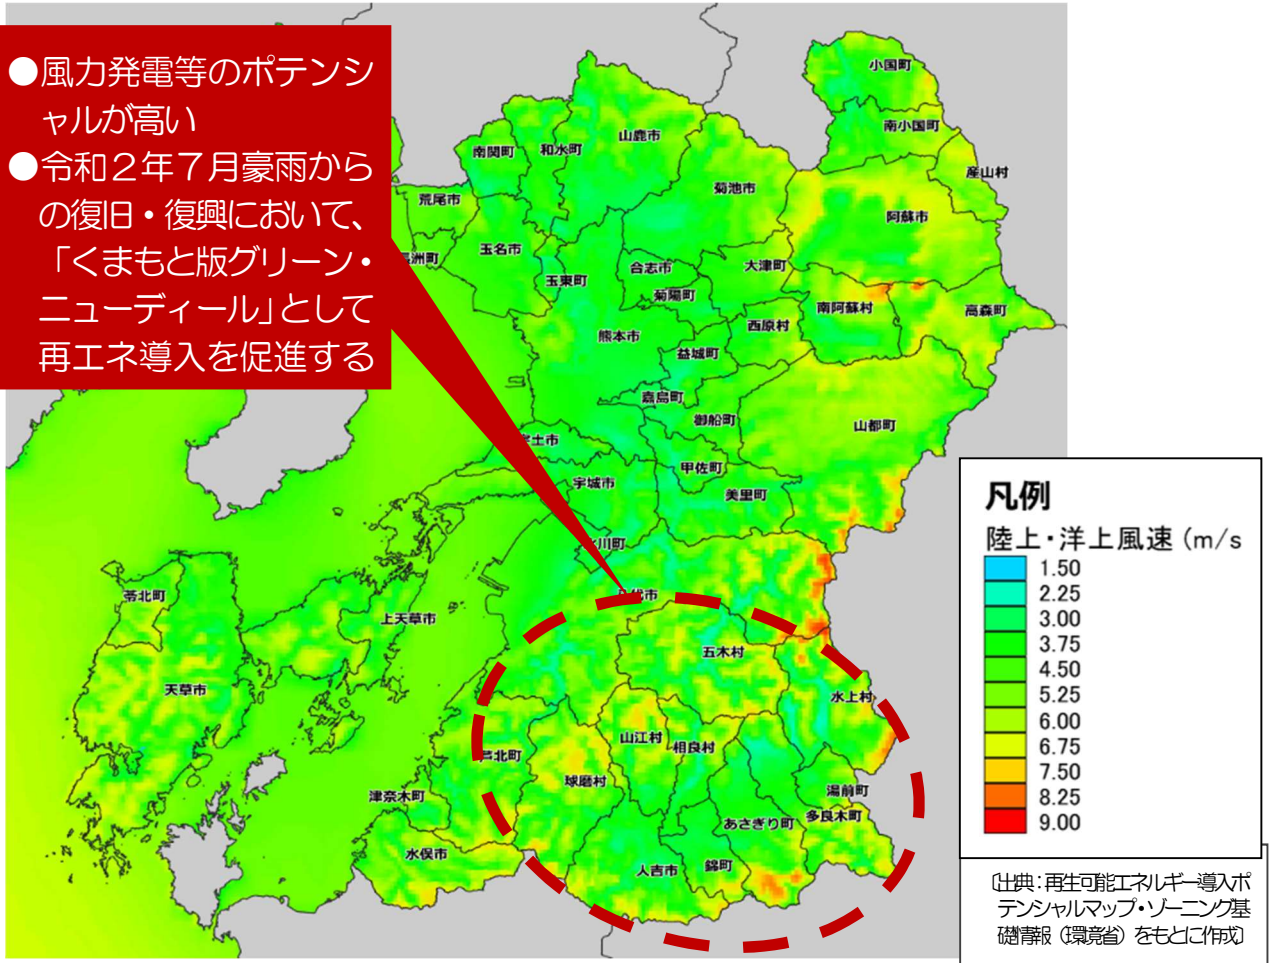 ●風力発電等のポテンシ
ャルが高い
●令和２年７月豪雨から
の復旧・復興において、
「くまもと版グリーン・
ニューディール」として
再エネ導入を促進する
小国町
南小国町
産山村
山鹿市
和水町
南関町
菊池市
阿蘇市
荒尾市
玉名市
洲町
玉東町
合志市
大津町
菊陽町
南阿蘇村
高森町
西原村
熊本市
益城町
嘉島町
御船町
山都町
土市
甲佐町
宇城市
美里町
川町
代市
苓北町
上天草市
五木村
天草市
水上村
山江村
相良村
芦北町
球磨村
津奈木町
湯前町
多良木町
あさぎり町
水俣市
人吉市
錦町
凡例
陸上・洋上風速（m/s
1.50
2.25
3.00
3.75
4.50
5.25
6.00
6.75
7.50
8.25
9.00
〔出典：再生可能エネルギー導入ポ
テンシャルマップ・ゾーニング基
礎情報（環境省）をもとに作成〕